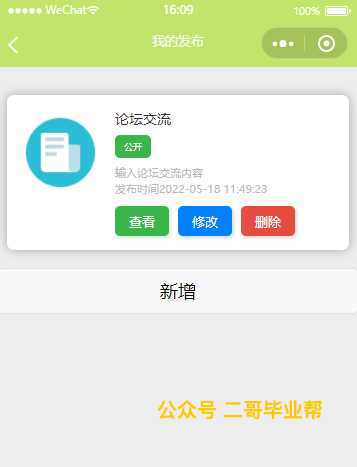 WeChat
16:09
100%
我的发布
论坛交流
公开
输入论坛交流内容
发布时间2022-05-18 11:49:23
查看 修改 删除
新增
公众号 二哥毕业帮